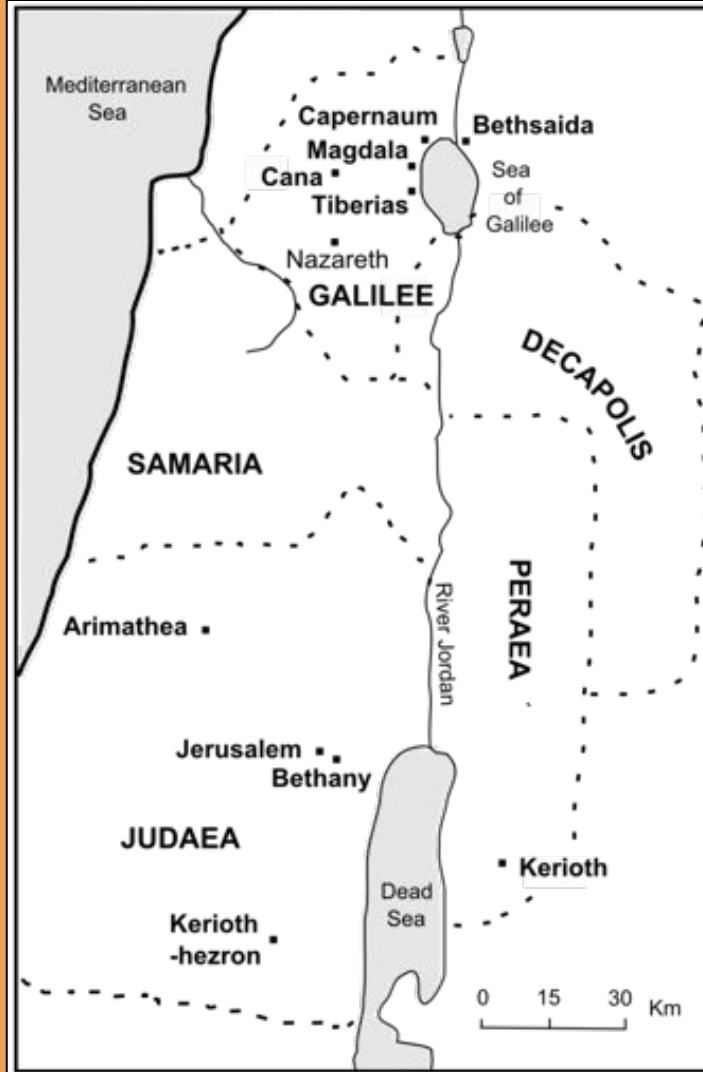 Mediterranean
Sea
Capernaum
Bethsaida
Magdala
Cana
Tiberias
Sea
of
Galilee
Nazareth
GALILEE
DECAPOLIS
SAMARIA
PERAEA
Arimathea
River Jordan
Jerusalem
Bethany
JUDAEA
Kerioth
Dead
Sea
Kerioth
-hezron
0 15 30 Km